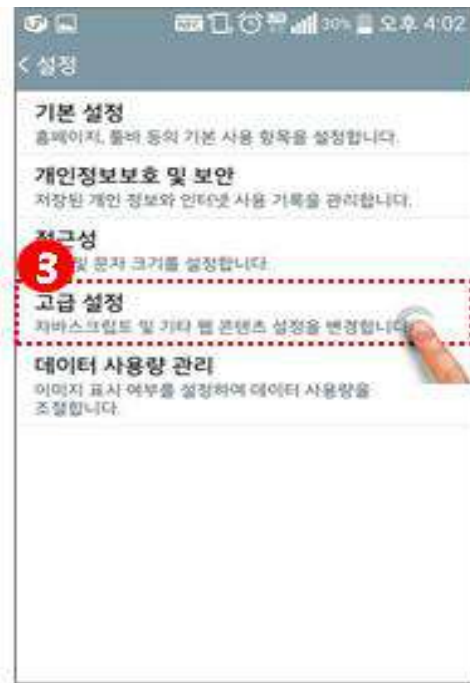 30% 오후 4:02
< 설정
기본 설정
홈페이지, 툴바 등의 기본 사용 항목을 설정합니다.
개인정보보호 및 보안
저장된 개인 정보와 인터넷 사용 기록을 관리합니다.
접근성
및 문자 크기를 설정합니다.
3
고급 설정
자바스크립트 및 기타 웹 콘텐츠 설정을 변경합니다
데이터 사용량 관리
이미지 표시 여부를 설정하여 데이터 사용량을
조절합니다.